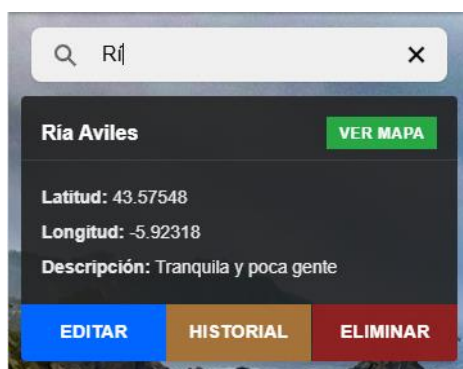 Rí
Ría Aviles
VER MAPA
Latitud: 43.57548
Longitud: -5.92318
Descripción: Tranquila y poca gente
EDITAR
HISTORIAL
ELIMINAR